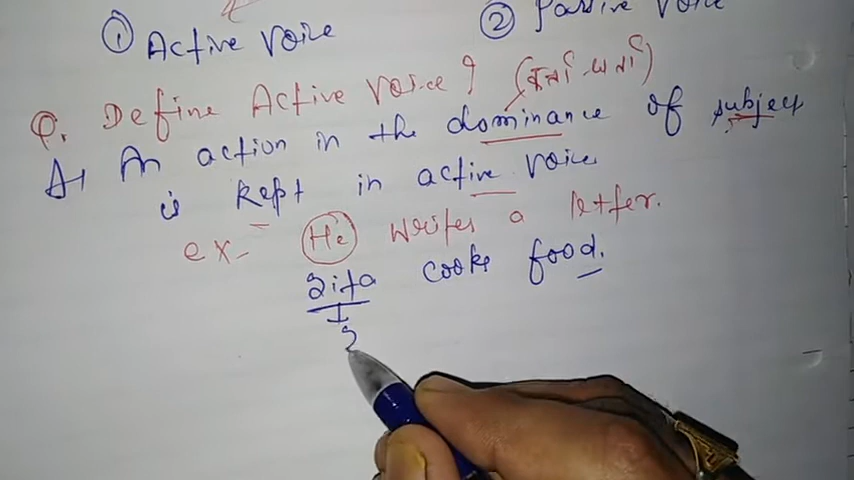 ① Active Voice ② Passive Voice
Q. Define Active Voice?
A↑ An action in the dominance of subject
is kept in active voice
ex- He writes a letter.
Sita cooks food.
S